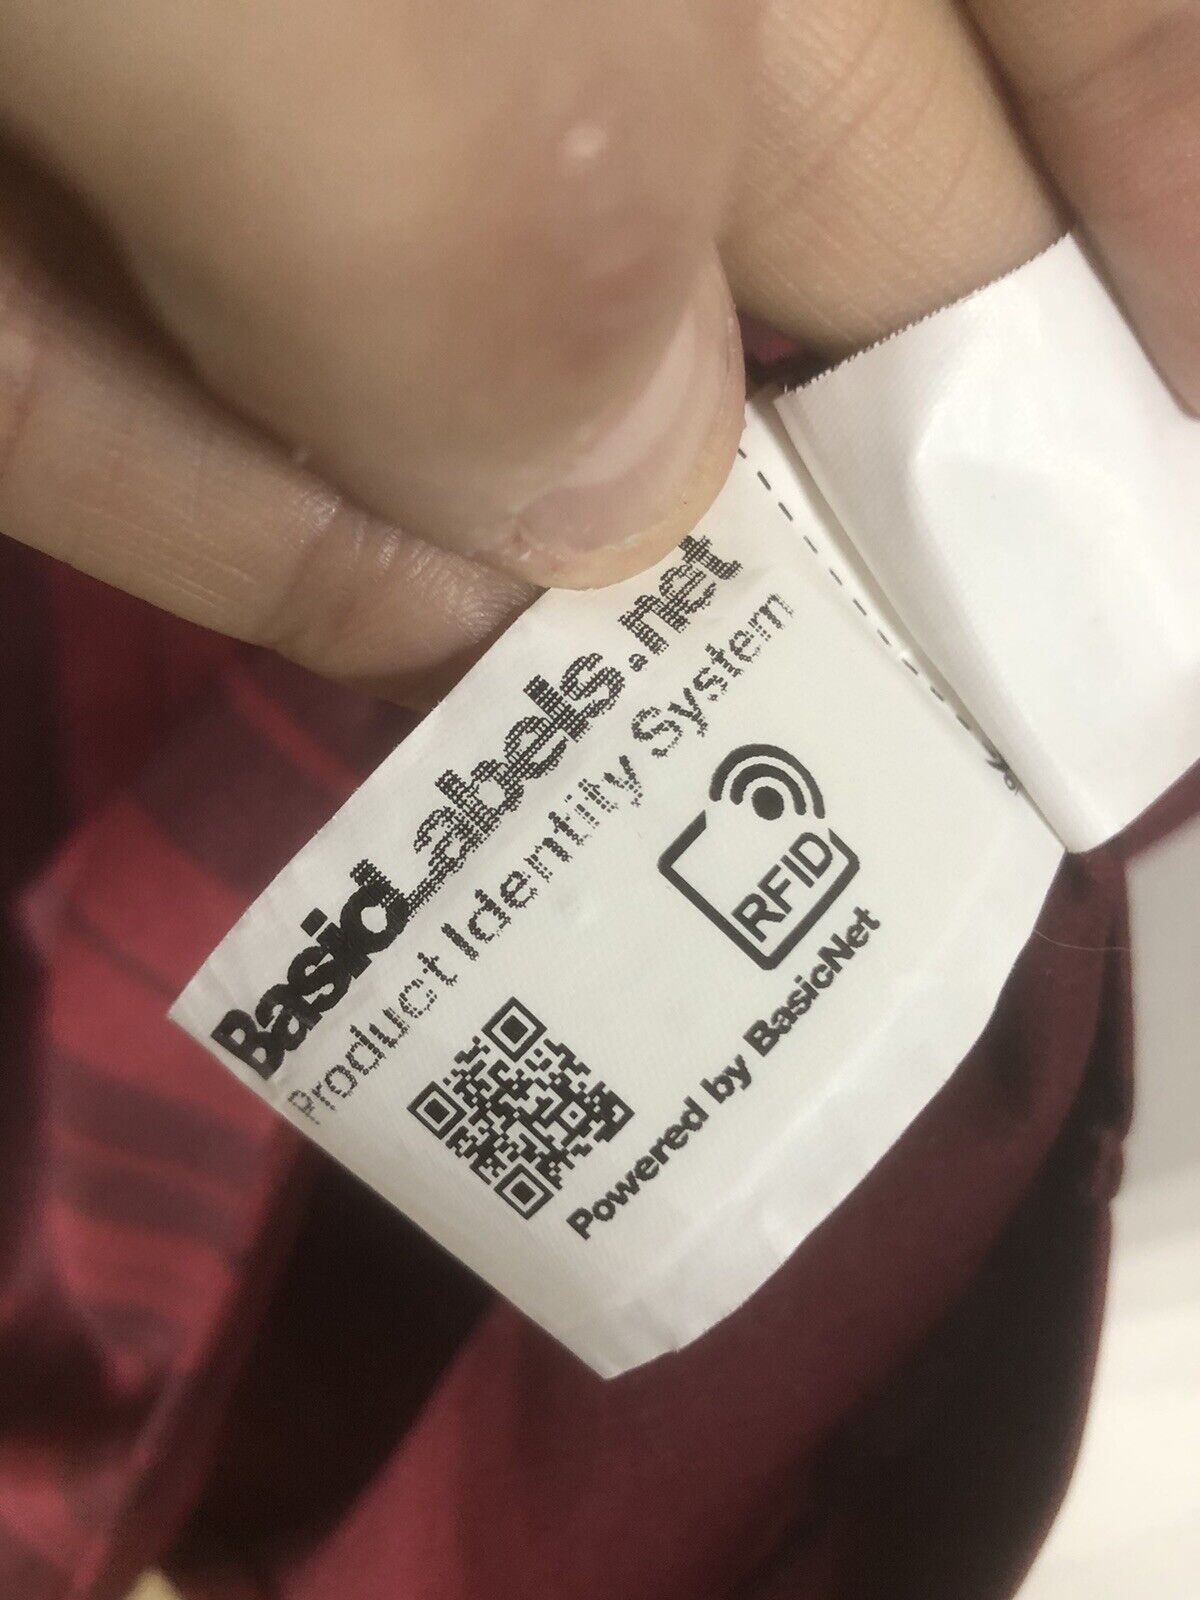 BasicLabels.net
Product Identity System
RFID
Powered by BasicNet